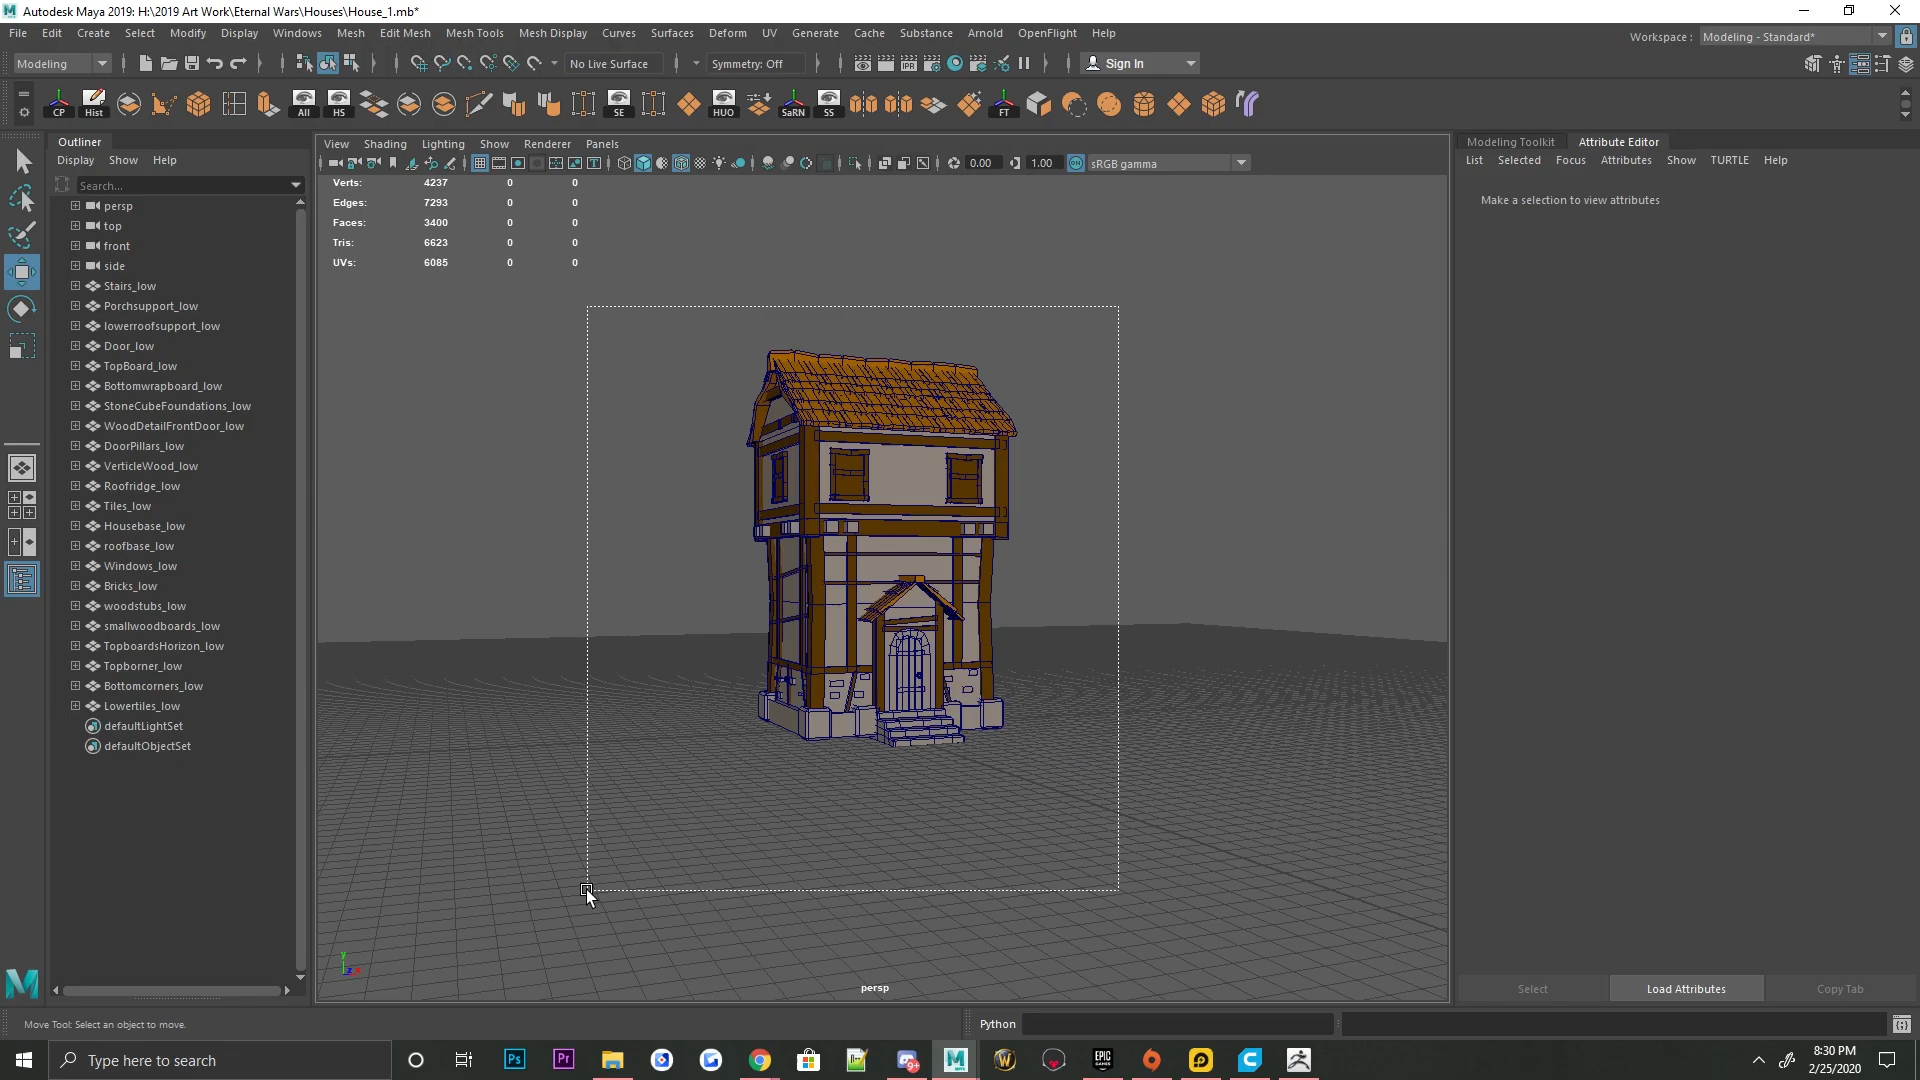 Autodesk Maya 2019: H:\2019 Art Work\Eternal Wars\Houses\House_1.mb*
File Edit Create Select Modify Display Windows Mesh Edit Mesh Mesh Tools Mesh Display Curves Surfaces Deform UV Generate Cache Substance Arnold OpenFlight Help
Workspace : Modeling - Standard*
Modeling No Live Surface Symmetry: Off IPR Sign In
CP Hist All HS SE HUO SaRN SS FT
Outliner
Display Show Help
Search...
persp
top
front
side
Stairs_low
Porchsupport_low
lowerroofsupport_low
Door_low
TopBoard_low
Bottomwrapboard_low
StoneCubeFoundations_low
WoodDetailFrontDoor_low
DoorPillars_low
VerticleWood_low
Roofridge_low
Tiles_low
Housebase_low
roofbase_low
Windows_low
Bricks_low
woodstubs_low
smallwoodboards_low
TopboardsHorizon_low
Topborner_low
Bottomcorners_low
Lowertiles_low
defaultLightSet
defaultObjectSet
View Shading Lighting Show Renderer Panels
0.00 1.00 ON sRGB gamma
Verts: 4237 0 0
Edges: 7293 0 0
Faces: 3400 0 0
Tris: 6623 0 0
UVs: 6085 0 0
y
z x
persp
Modeling Toolkit Attribute Editor
List Selected Focus Attributes Show TURTLE Help
Make a selection to view attributes
Select Load Attributes Copy Tab
Move Tool: Select an object to move.
Python
Type here to search
Ps Pr 9+ EPIC GAMES
8:30 PM
2/25/2020